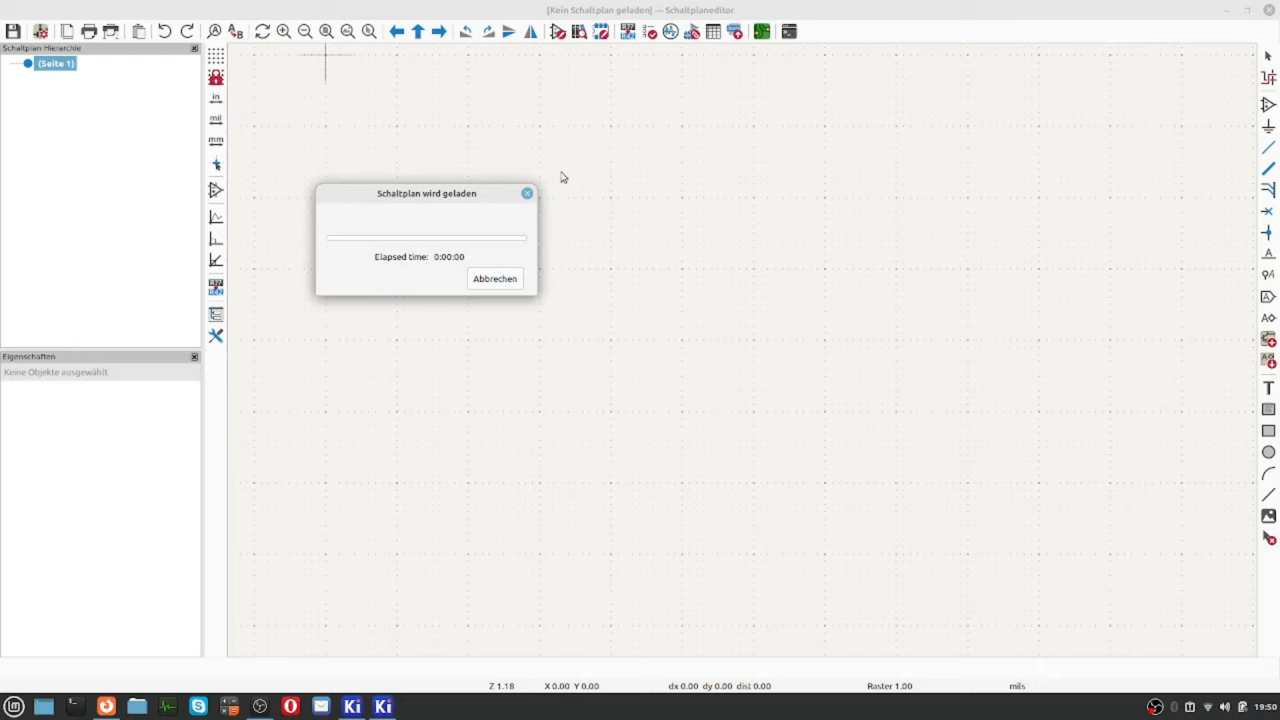 [Kein Schaltplan geladen] — Schaltplaneditor
Schaltplan Hierarchie
(Seite 1)
in
mil
mm
Schaltplan wird geladen
Elapsed time: 0:00:00
Abbrechen
Eigenschaften
Keine Objekte ausgewählt
Z 1.18 X 0.00 Y 0.00 dx 0.00 dy 0.00 dist 0.00 Raster 1.00 mils
Ki Ki 19:50